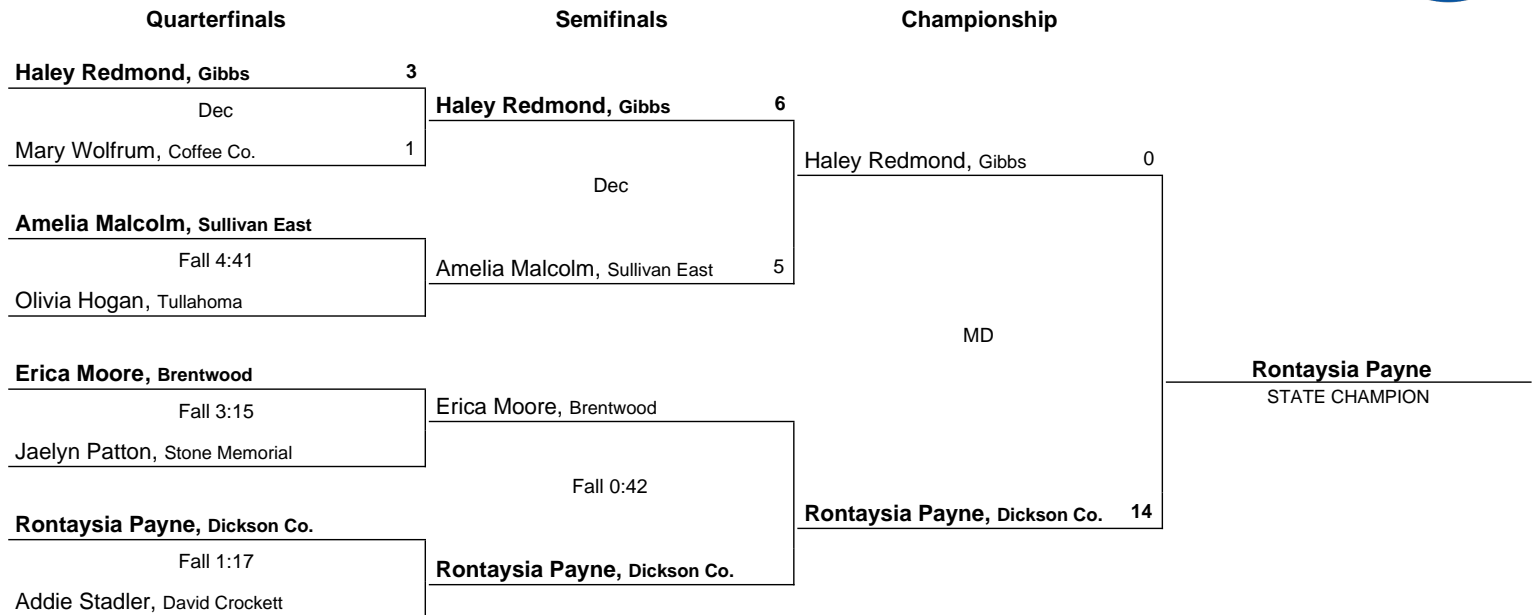 Quarterfinals Semifinals Championship
Haley Redmond, Gibbs 3
Dec
Mary Wolfrum, Coffee Co. 1
Haley Redmond, Gibbs 6
Dec
Amelia Malcolm, Sullivan East
Fall 4:41
Olivia Hogan, Tullahoma
Amelia Malcolm, Sullivan East 5
Haley Redmond, Gibbs 0
MD
Erica Moore, Brentwood
Fall 3:15
Jaelyn Patton, Stone Memorial
Erica Moore, Brentwood
Fall 0:42
Rontaysia Payne, Dickson Co.
Fall 1:17
Addie Stadler, David Crockett
Rontaysia Payne, Dickson Co.
Rontaysia Payne, Dickson Co. 14
Rontaysia Payne
STATE CHAMPION